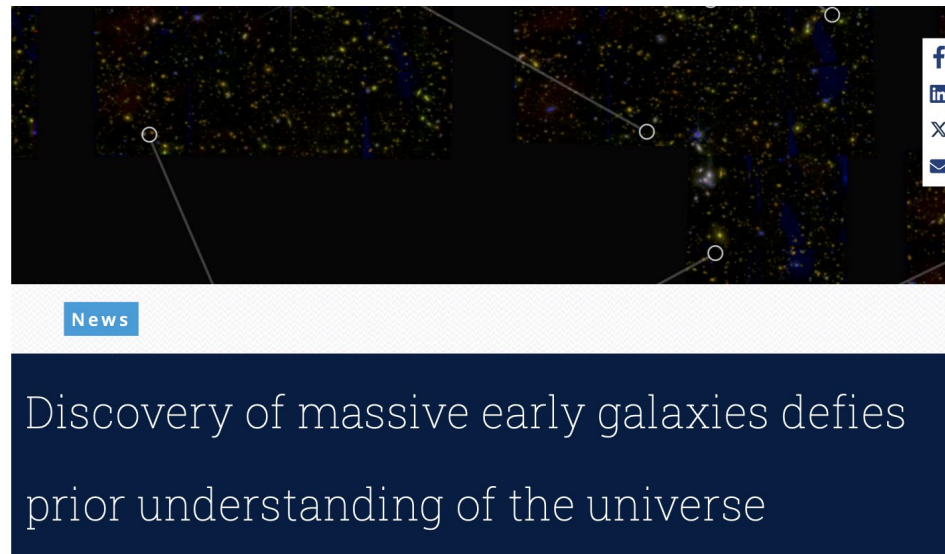 News
Discovery of massive early galaxies defies
prior understanding of the universe